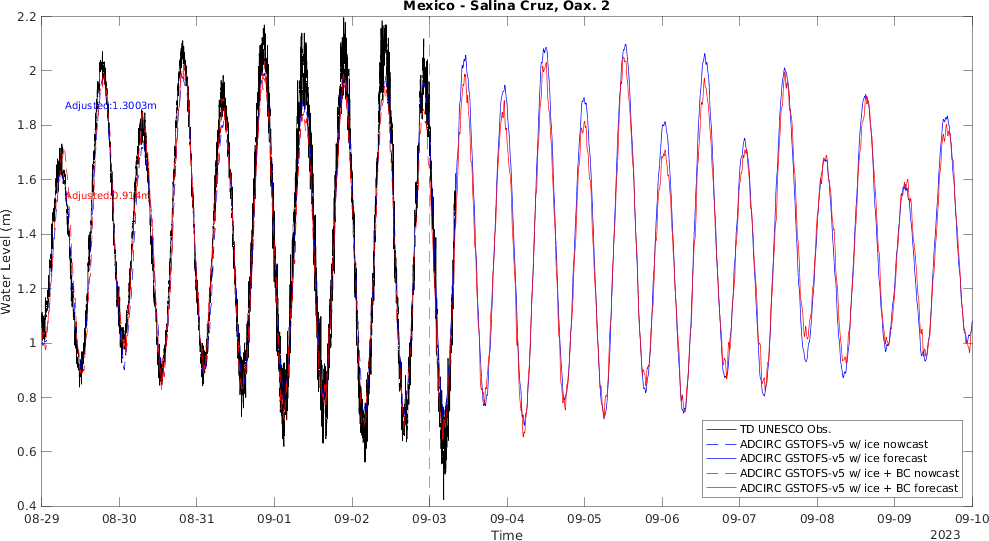 Mexico - Salina Cruz, Oax. 2
2.2
2
1.8
1.6
1.4
1.2
1
0.8
0.6
0.4
Water Level (m)
Adjusted:1.3003m
Adjusted:0.914m
TD UNESCO Obs.
ADCIRC GSTOFS-v5 w/ ice nowcast
ADCIRC GSTOFS-v5 w/ ice forecast
ADCIRC GSTOFS-v5 w/ ice + BC nowcast
ADCIRC GSTOFS-v5 w/ ice + BC forecast
08-29 08-30 08-31 09-01 09-02 09-03 09-04 09-05 09-06 09-07 09-08 09-09 09-10
Time
2023